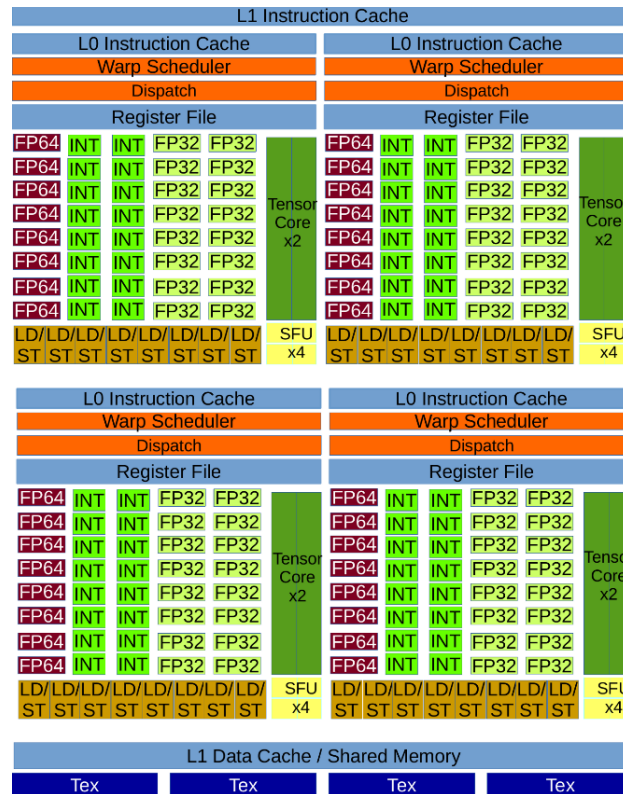 L1 Instruction Cache
L0 Instruction Cache
Warp Scheduler
Dispatch
Register File
FP64 INT INT FP32 FP32
FP64 INT INT FP32 FP32
FP64 INT INT FP32 FP32
FP64 INT INT FP32 FP32
FP64 INT INT FP32 FP32
FP64 INT INT FP32 FP32
FP64 INT INT FP32 FP32
FP64 INT INT FP32 FP32
Tensor
Core
x2
LD/ LD/ LD/ LD/ LD/ LD/ LD/ LD/
ST ST ST ST ST ST ST ST
SFU
x4
L0 Instruction Cache
Warp Scheduler
Dispatch
Register File
FP64 INT INT FP32 FP32
FP64 INT INT FP32 FP32
FP64 INT INT FP32 FP32
FP64 INT INT FP32 FP32
FP64 INT INT FP32 FP32
FP64 INT INT FP32 FP32
FP64 INT INT FP32 FP32
FP64 INT INT FP32 FP32
Tenso
Core
x2
LD/ LD/ LD/ LD/ LD/ LD/ LD/ LD/
ST ST ST ST ST ST ST ST
SFU
x4
L0 Instruction Cache
Warp Scheduler
Dispatch
Register File
FP64 INT INT FP32 FP32
FP64 INT INT FP32 FP32
FP64 INT INT FP32 FP32
FP64 INT INT FP32 FP32
FP64 INT INT FP32 FP32
FP64 INT INT FP32 FP32
FP64 INT INT FP32 FP32
FP64 INT INT FP32 FP32
Tensor
Core
x2
LD/ LD/ LD/ LD/ LD/ LD/ LD/ LD/
ST ST ST ST ST ST ST ST
SFU
x4
L0 Instruction Cache
Warp Scheduler
Dispatch
Register File
FP64 INT INT FP32 FP32
FP64 INT INT FP32 FP32
FP64 INT INT FP32 FP32
FP64 INT INT FP32 FP32
FP64 INT INT FP32 FP32
FP64 INT INT FP32 FP32
FP64 INT INT FP32 FP32
FP64 INT INT FP32 FP32
Tenso
Core
x2
LD/ LD/ LD/ LD/ LD/ LD/ LD/ LD/
ST ST ST ST ST ST ST ST
SFU
x4
L1 Data Cache / Shared Memory
Tex Tex Tex Tex